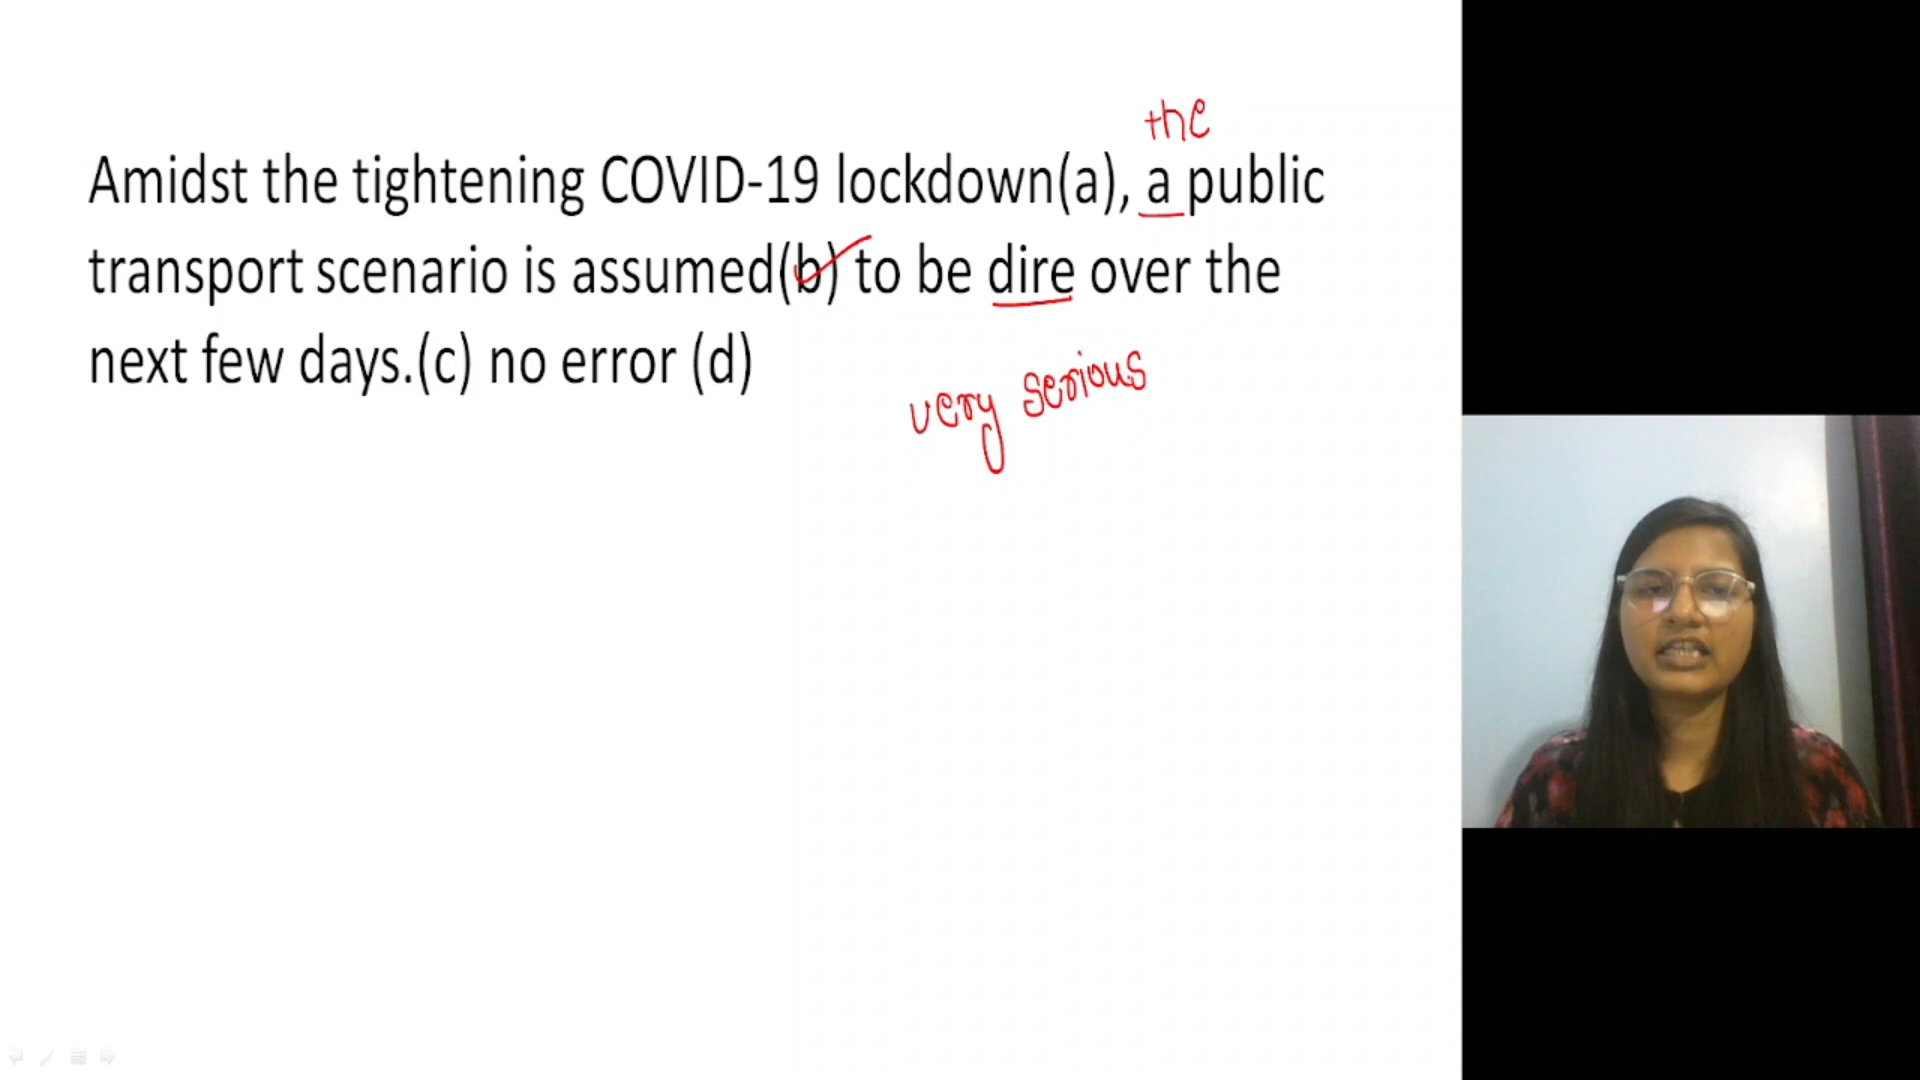 the
Amidst the tightening COVID-19 lockdown(a), a public
transport scenario is assumed(b) to be dire over the
next few days.(c) no error (d)
very serious